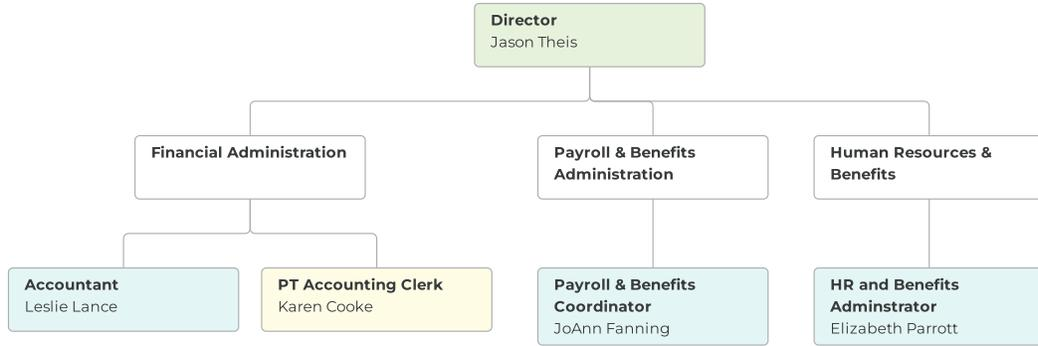 Director
Jason Theis
Financial Administration
Payroll & Benefits
Administration
Human Resources &
Benefits
Accountant
Leslie Lance
PT Accounting Clerk
Karen Cooke
Payroll & Benefits
Coordinator
JoAnn Fanning
HR and Benefits
Adminstrator
Elizabeth Parrott